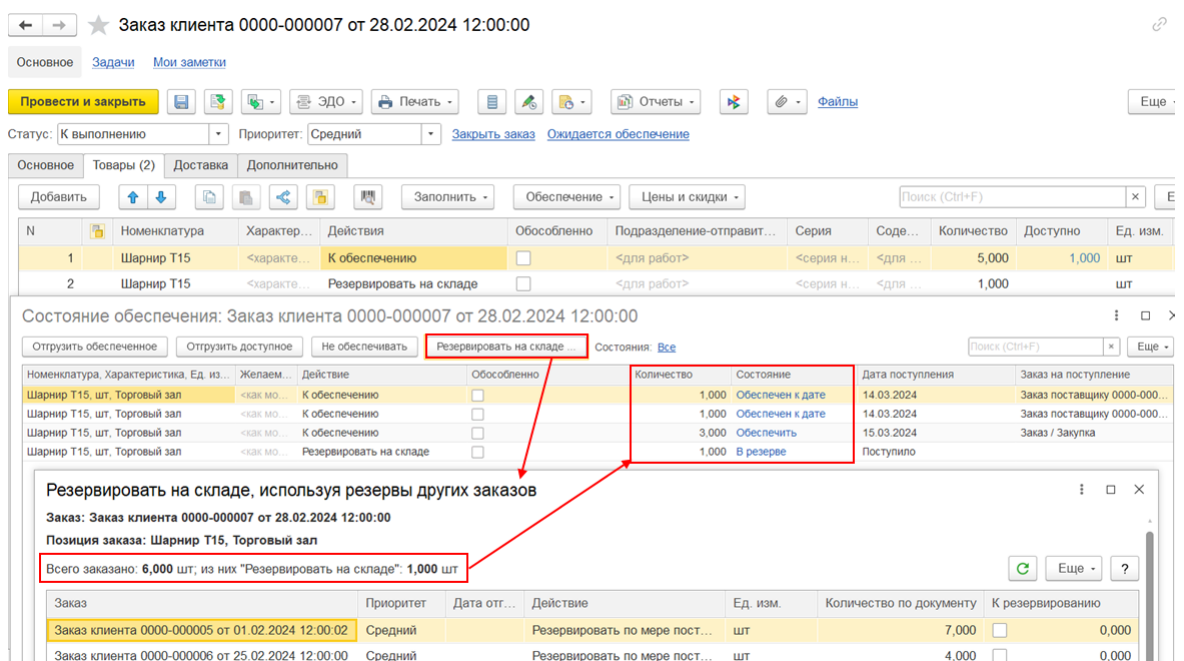 Заказ клиента 0000-000007 от 28.02.2024 12:00:00
Основное Задачи Мои заметки
Провести и закрыть ЭДО Печать Отчеты Файлы Еще
Статус: К выполнению Приоритет: Средний Закрыть заказ Ожидается обеспечение
Основное Товары (2) Доставка Дополнительно
Добавить Заполнить Обеспечение Цены и скидки Поиск (Ctrl+F) × Е
N Номенклатура Характер... Действия Обособленно Подразделение-отправит... Серия Соде... Количество Доступно Ед. изм.
1 Шарнир Т15 <характе... К обеспечению <для работ> <серия н... <для ... 5,000 1,000 шт
2 Шарнир Т15 <характе... Резервировать на складе <для работ> <серия н... <для ... 1,000 шт
Состояние обеспечения: Заказ клиента 0000-000007 от 28.02.2024 12:00:00
Отгрузить обеспеченное Отгрузить доступное Не обеспечивать Резервировать на складе ... Состояния: Все Поиск (Ctrl+F) × Еще
Номенклатура, Характеристика, Ед. из... Желаем... Действие Обособленно Количество Состояние Дата поступления Заказ на поступление
Шарнир Т15, шт, Торговый зал <как мо... К обеспечению 1,000 Обеспечен к дате 14.03.2024 Заказ поставщику 0000-000...
Шарнир Т15, шт, Торговый зал <как мо... К обеспечению 1,000 Обеспечен к дате 14.03.2024 Заказ поставщику 0000-000...
Шарнир Т15, шт, Торговый зал <как мо... К обеспечению 3,000 Обеспечить 15.03.2024 Заказ / Закупка
Шарнир Т15, шт, Торговый зал <как мо... Резервировать на складе 1,000 В резерве Поступило
Резервировать на складе, используя резервы других заказов
Заказ: Заказ клиента 0000-000007 от 28.02.2024 12:00:00
Позиция заказа: Шарнир Т15, Торговый зал
Всего заказано: 6,000 шт; из них "Резервировать на складе": 1,000 шт Еще ?
Заказ Приоритет Дата отг... Действие Ед. изм. Количество по документу К резервированию
Заказ клиента 0000-000005 от 01.02.2024 12:00:02 Средний Резервировать по мере пост... шт 7,000 0,000
Заказ клиента 0000-000006 от 25.02.2024 12:00:00 Средний Резервировать по мере пост... шт 4,000 0,000